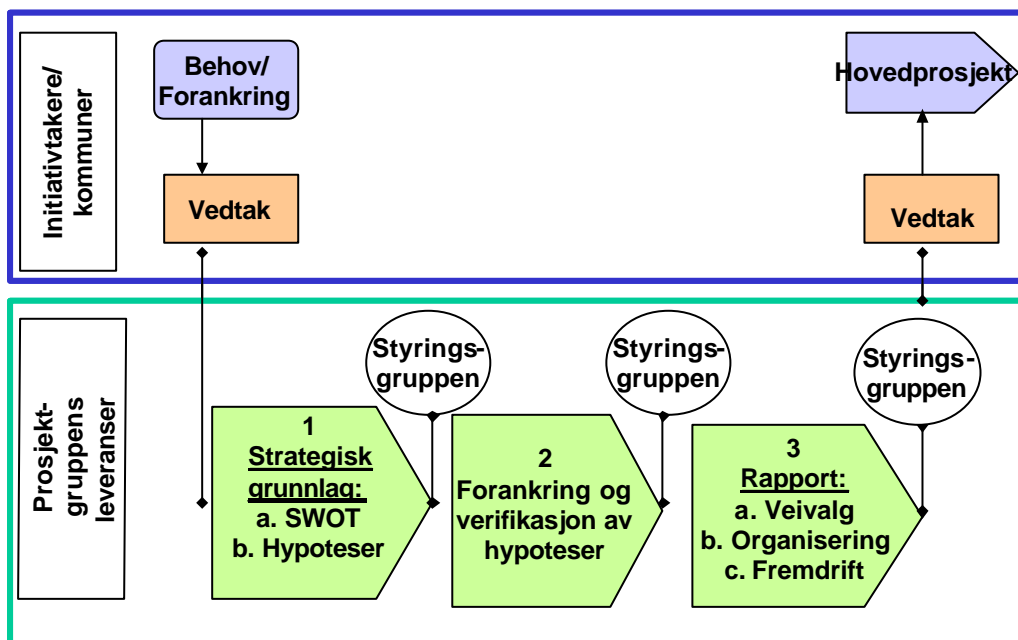 Initiativtakere/
kommuner
Behov/
Forankring
Vedtak
Hovedprosjekt
Vedtak
Prosjekt-
gruppens
leveranser
1
Strategisk
grunnlag:
a. SWOT
b. Hypoteser
Styrings-
gruppen
2
Forankring og
verifikasjon av
hypoteser
Styrings-
gruppen
3
Rapport:
a. Veivalg
b. Organisering
c. Fremdrift
Styrings-
gruppen